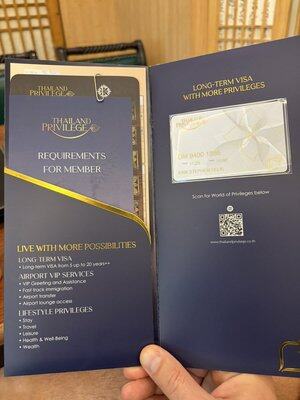 THAILAND
PRIVILEGE
THAILAND
PRIVILEGE
REQUIREMENTS
FOR MEMBER
LIVE WITH MORE POSSIBILITIES
LONG-TERM VISA
• Long-term VISA from 5 up to 20 years++
AIRPORT VIP SERVICES
• VIP Greeting and Assistance
• Fast-track immigration
• Airport transfer
• Airport lounge access
LIFESTYLE PRIVILEGES
• Stay
• Travel
• Leisure
• Health & Well-Being
• Wealth
LONG-TERM VISA
WITH MORE PRIVILEGES
THAILAND
PRIVILEGE
Scan for World of Privileges below
www.thailandprivilege.co.th